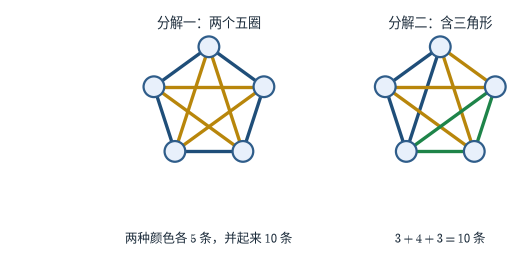 分解一：两个五圈
分解二：含三角形
两种颜色各 5 条，并起来 10 条
3 + 4 + 3 = 10 条